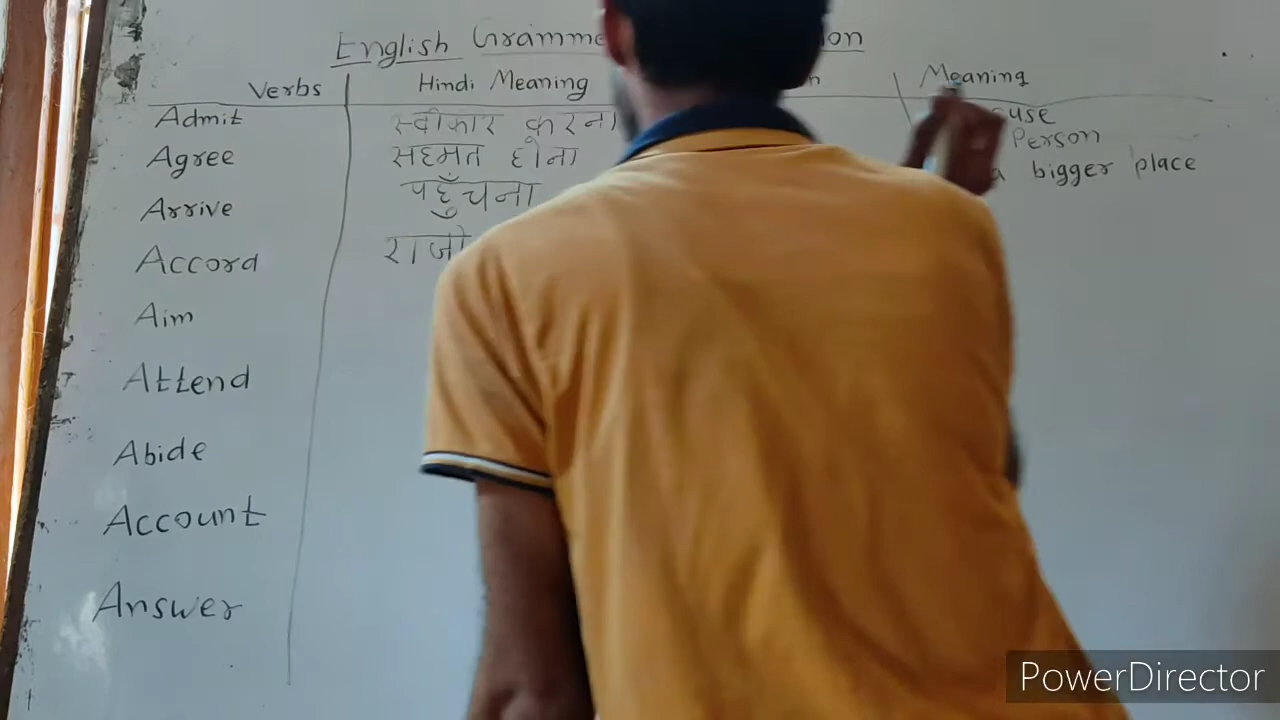 English Gramme on
Verbs Hindi Meaning n Meaning
Admit स्वीकार करना use
Agree सहमत होना Person
Arrive पहुँचना a bigger place
Accord राजी
Aim
Attend
Abide
Account
Answer
PowerDirector